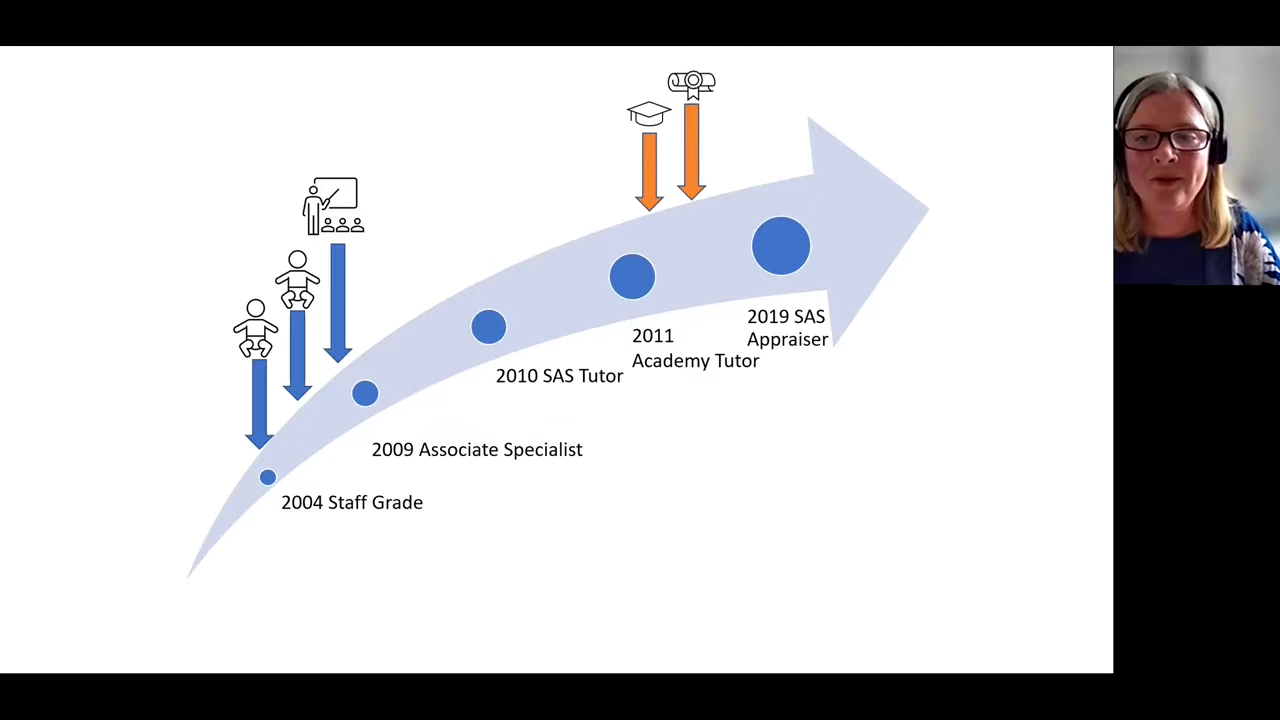 2019 SAS
Appraiser
2011
Academy Tutor
2010 SAS Tutor
2009 Associate Specialist
2004 Staff Grade